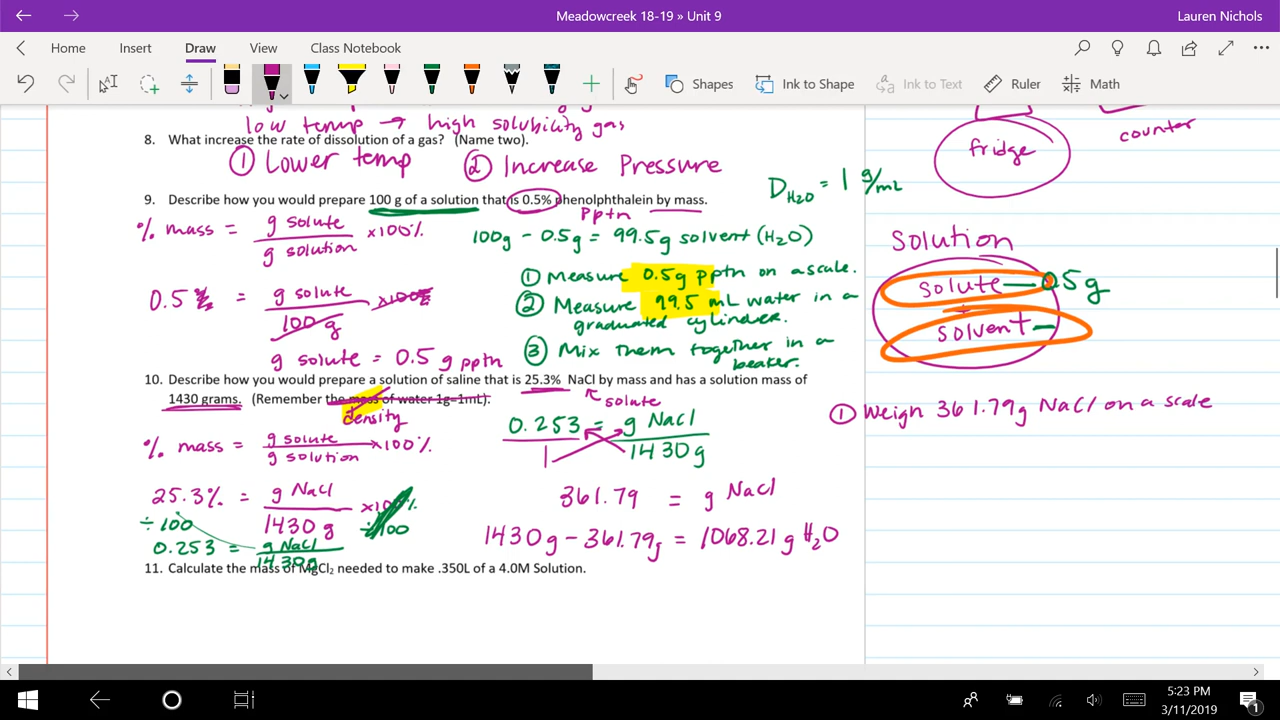 Meadowcreek 18-19 » Unit 9
Lauren Nichols
Home Insert Draw View Class Notebook
Shapes Ink to Shape Ink to Text Ruler Math
low temp → high solubility gas
fridge
counter
8. What increase the rate of dissolution of a gas? (Name two).
① Lower temp ② Increase Pressure
D H₂O = 1 g/mL
9. Describe how you would prepare 100 g of a solution that is 0.5% phenolphthalein by mass.
pptn
% mass = g solute / g solution ×100%
100g - 0.5g = 99.5g solvent (H₂O)
0.5% = g solute / 100 g ×100%
g solute = 0.5 g pptn
① Measure 0.5g pptn on a scale.
② Measure 99.5 mL water in a
graduated cylinder.
③ Mix them together in a
beaker.
Solution
solute — 0.5g
+
solvent –
10. Describe how you would prepare a solution of saline that is 25.3% NaCl by mass and has a solution mass of
1430 grams. (Remember the mass of water 1g=1mL).
density
solute
% mass = g solute / g solution ×100%
0.253 / 1 = g NaCl / 1430g
25.3% = g NaCl / 1430 g ×100%
÷100 ÷100
0.253 = g NaCl / 1430g
361.79 = g NaCl
1430g - 361.79g = 1068.21 g H₂O
① Weigh 361.79g NaCl on a scale
11. Calculate the mass of MgCl₂ needed to make .350L of a 4.0M Solution.
5:23 PM
3/11/2019
1